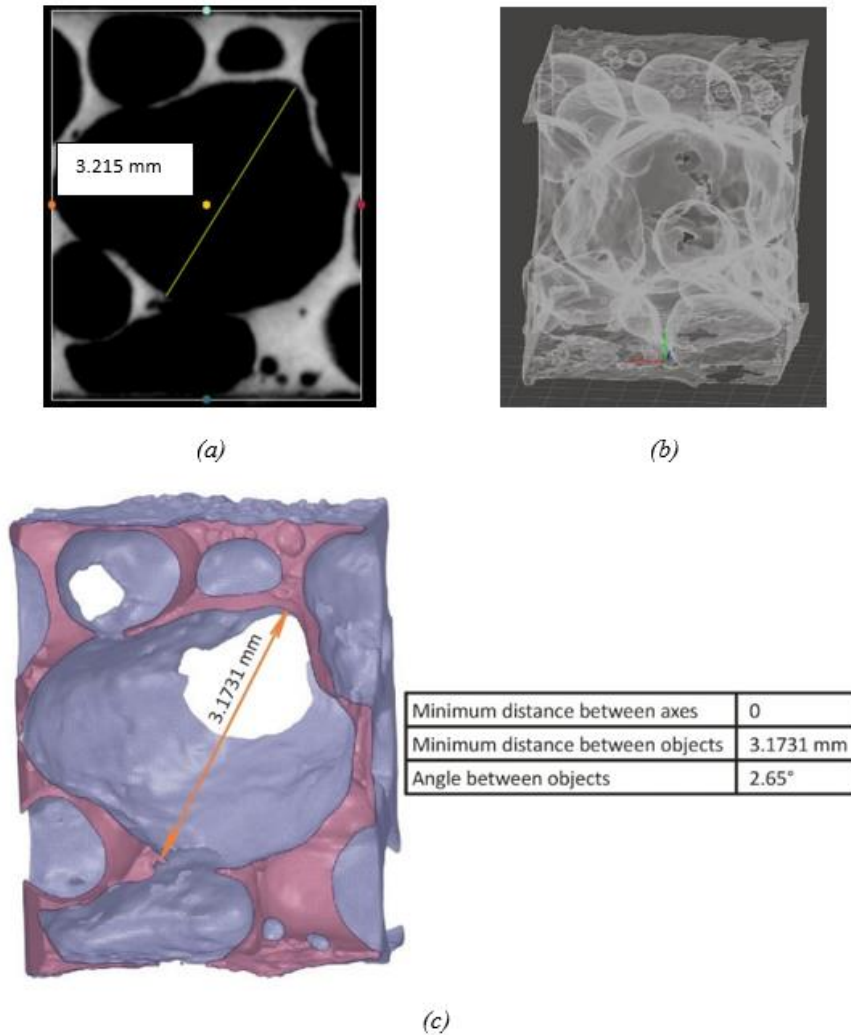 3.215 mm
(a)
(b)
3.1731 mm
Minimum distance between axes 0
Minimum distance between objects 3.1731 mm
Angle between objects 2.65°
(c)